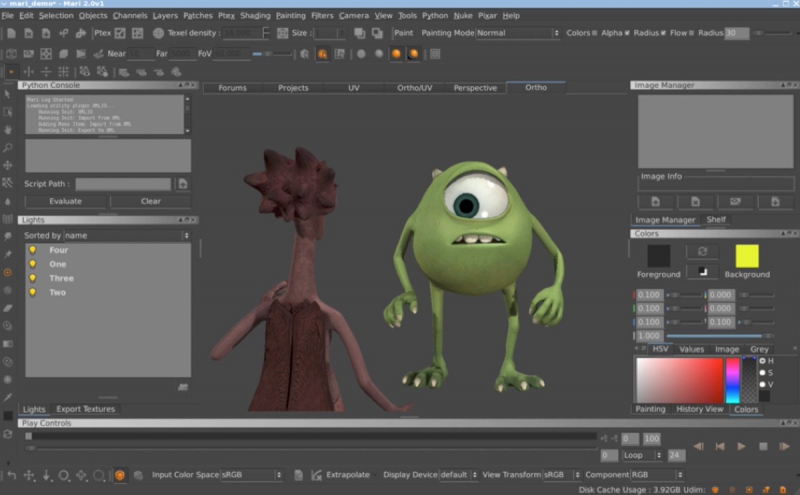 mari_demo* - Mari 2.0v1
File Edit Selection Objects Channels Layers Patches Ptex Shading Painting Filters Camera View Tools Python Nuke Pixar Help
Ptex Texel density : Size : Paint Painting Mode Normal Colors Alpha Radius Flow Radius 30
Near Far FoV
Python Console
Mari Log Started
Script Path :
Evaluate Clear
Lights
Sorted by name
Four
One
Three
Two
Lights Export Textures
Forums Projects UV Ortho/UV Perspective Ortho
Image Manager
Image Info
Image Manager Shelf
Colors
Foreground Background
0.100 0.000
0.100 0.000
0.100 0.100
1.000
HSV Values Image Grey
H
S
V
Painting History View Colors
Play Controls
0 100
0 Loop 24
Input Color Space sRGB Extrapolate Display Device default View Transform sRGB Component RGB
Disk Cache Usage : 3.92GB Udim: